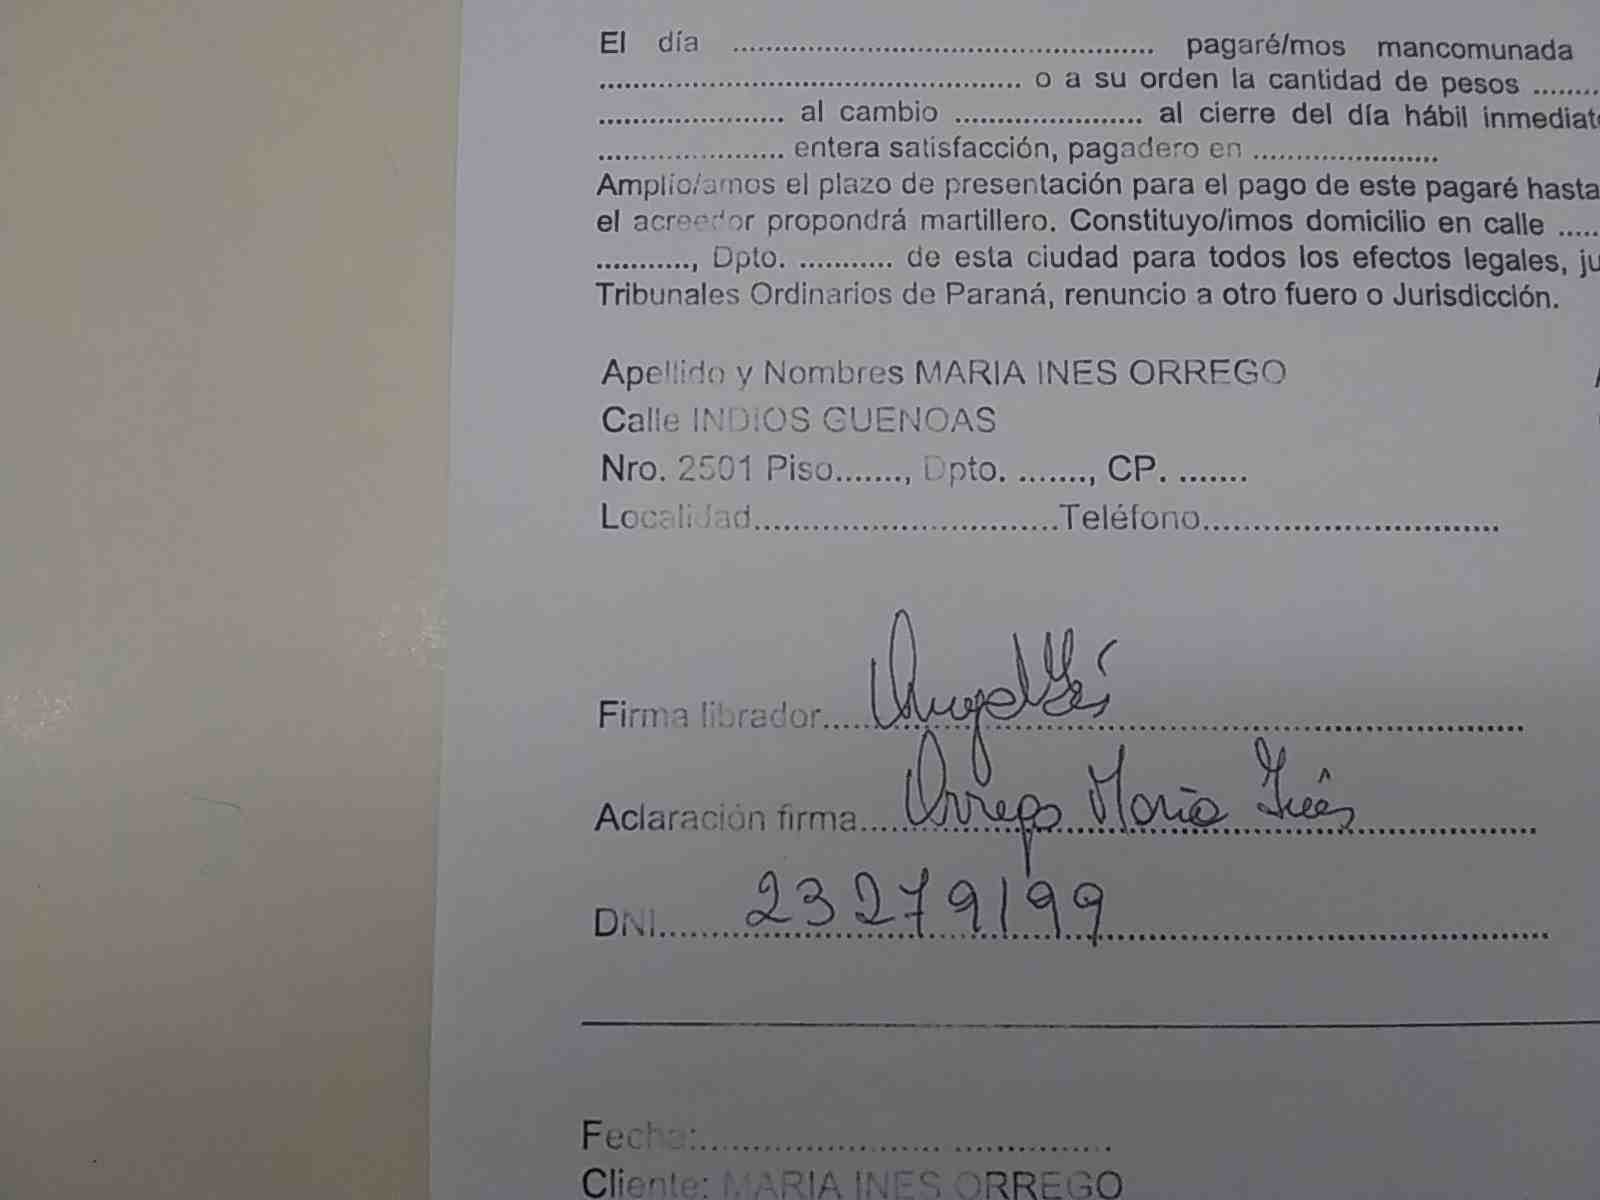 El día .................................................... pagaré/mos mancomunada
.................................................... o a su orden la cantidad de pesos ........
....................... al cambio ....................... al cierre del día hábil inmediato
....................... entera satisfacción, pagadero en .......................
Amplío/amos el plazo de presentación para el pago de este pagaré hasta
el acreedor propondrá martillero. Constituyo/imos domicilio en calle .....
..........., Dpto. ........... de esta ciudad para todos los efectos legales, ju
Tribunales Ordinarios de Paraná, renuncio a otro fuero o Jurisdicción.
Apellido y Nombres MARIA INES ORREGO
Calle INDIOS GUENOAS
Nro. 2501 Piso......., Dpto. ......., CP. .......
Localidad...............................Teléfono..............................
Firma librador.....
Aclaración firma... Orrego María Inés
DNI..... 23279199
Fecha:..........................................
Cliente: MARIA INES ORREGO